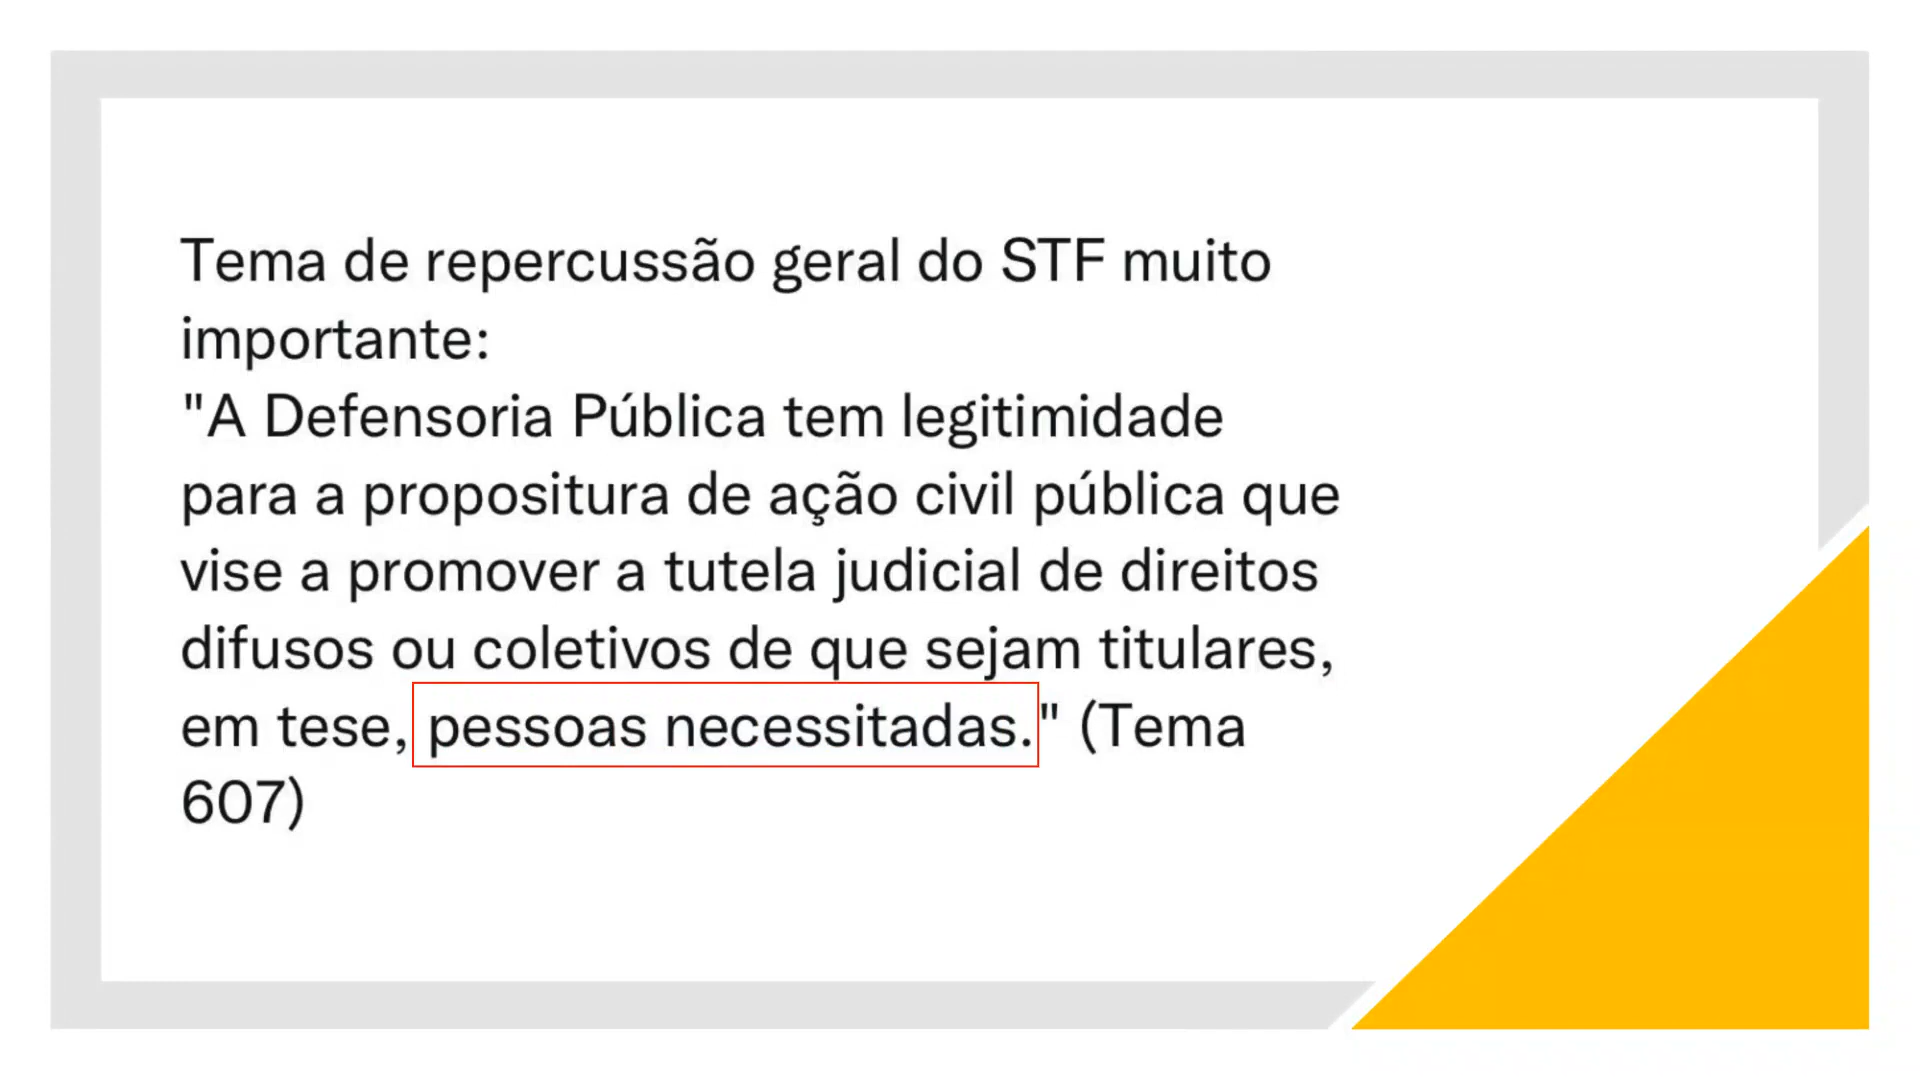 Tema de repercussão geral do STF muito
importante:
"A Defensoria Pública tem legitimidade
para a propositura de ação civil pública que
vise a promover a tutela judicial de direitos
difusos ou coletivos de que sejam titulares,
em tese, pessoas necessitadas." (Tema
607)